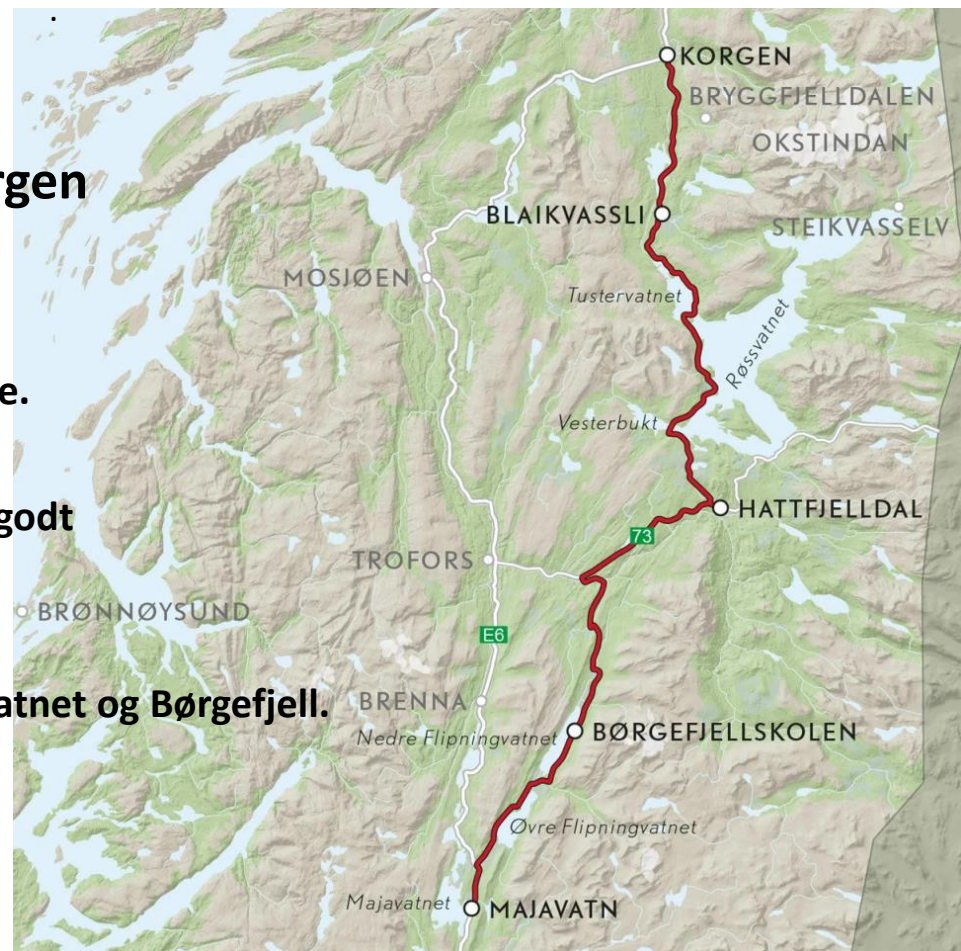 .
KORGEN
BRYGGFJELLDALEN
OKSTINDAN
rgen
BLAIKVASSLI
STEIKVASSELV
MOSJØEN
Tustervatnet
Røssvatnet
e.
Vesterbukt
godt
HATTFJELLDAL
73
TROFORS
BRØNNØYSUND
E6
atnet og Børgefjell.
BRENNA
Nedre Flipningvatnet
BØRGEFJELLSKOLEN
Øvre Flipningvatnet
Majavatnet
MAJAVATN